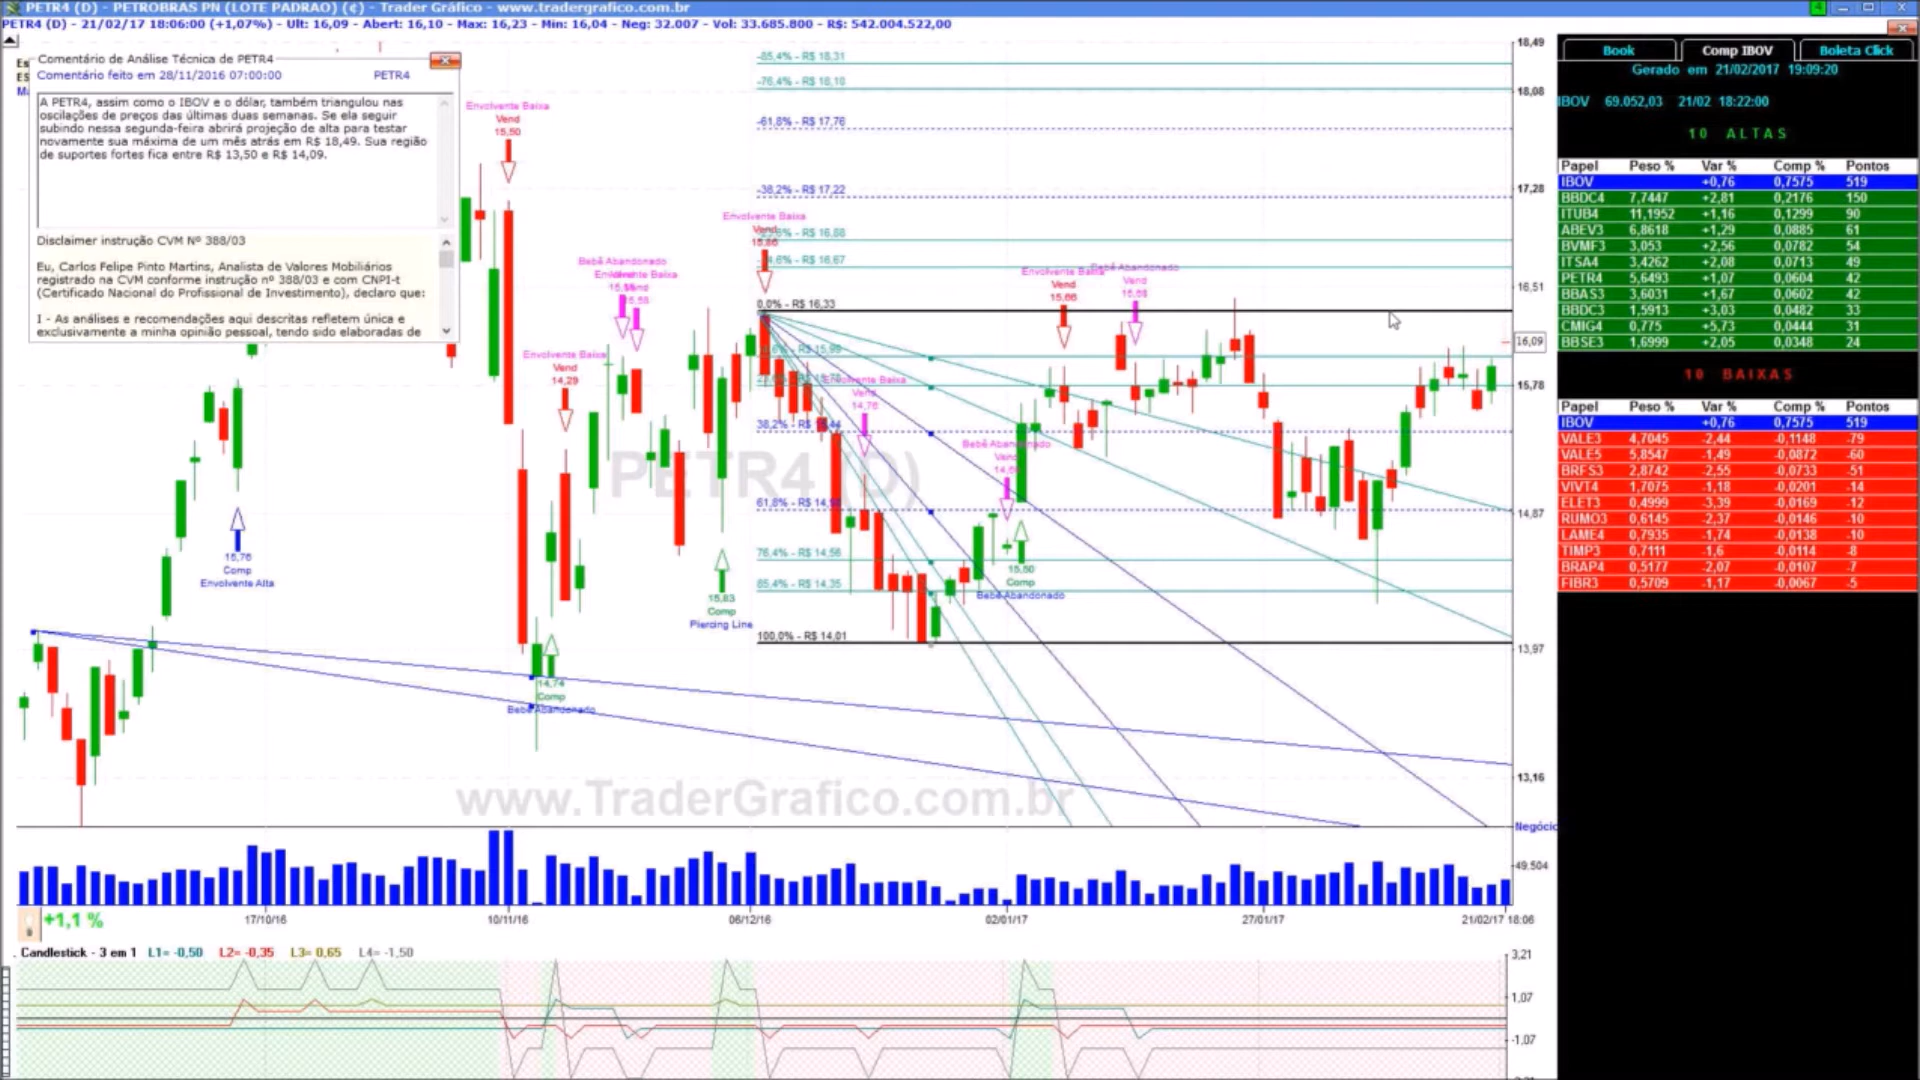 PETR4 (D) - PETROBRAS PN (LOTE PADRAO) (¢) - Trader Gráfico - www.tradergrafico.com.br
PETR4 (D) - 21/02/17 18:06:00 (+1,07%) - Ult: 16,09 - Abert: 16,10 - Max: 16,23 - Min: 16,04 - Neg: 32.007 - Vol: 33.685.800 - R$: 542.004.522,00
Comentário de Análise Técnica de PETR4
Comentário feito em 28/11/2016 07:00:00 PETR4
A PETR4, assim como o IBOV e o dólar, também triangulou nas
oscilações de preços das últimas duas semanas. Se ela seguir
subindo nessa segunda-feira abrirá projeção de alta para testar
novamente sua máxima de um mês atrás em R$ 18,49. Sua região
de suportes fortes fica entre R$ 13,50 e R$ 14,09.
Disclaimer instrução CVM Nº 388/03
Eu, Carlos Felipe Pinto Martins, Analista de Valores Mobiliários
registrado na CVM conforme instrução nº 388/03 e com CNPI-t
(Certificado Nacional do Profissional de Investimento), declaro que:
I - As análises e recomendações aqui descritas refletem única e
exclusivamente a minha opinião pessoal, tendo sido elaboradas de
Envolvente Baixa
Vend
15,50
Envolvente Baixa
Vend
14,29
Bebê Abandonado
Envolvente Baixa
-85,4% - R$ 18,31
-76,4% - R$ 18,18
-61,8% - R$ 17,76
-38,2% - R$ 17,22
Envolvente Baixa
Vend
R$ 16,88
R$ 16,67
0,0% - R$ 16,33
38,2% - R$
61,8% - R$
76,4% - R$ 14,56
85,4% - R$ 14,35
100,0% - R$ 14,01
Envolvente Baixa
Vend
14,76
Envolvente Baixa
Vend
15,66
Bebê Abandonado
Vend
15,68
Bebê Abandonado
Vend
15,76
Comp
Envolvente Alta
14,74
Comp
Bebê Abandonado
15,83
Comp
Piercing Line
15,50
Comp
Bebê Abandonado
PETR4 (D)
www.TraderGrafico.com.br
18,49
18,08
17,28
16,51
16,09
15,78
14,87
13,97
13,16
Negócio
49.504
+1,1 %
17/10/16 10/11/16 06/12/16 02/01/17 27/01/17 21/02/17 18:06
Candlestick - 3 em 1 L1= -0,50 L2= -0,35 L3= 0,65 L4= -1,50
3,21
1,07
-1,07
Book Comp IBOV Boleta Click
Gerado em 21/02/2017 19:09:20
IBOV 69.052,03 21/02 18:22:00
10 ALTAS
Papel Peso % Var % Comp % Pontos
IBOV +0,76 0,7575 519
BBDC4 7,7447 +2,81 0,2176 150
ITUB4 11,1952 +1,16 0,1299 90
ABEV3 6,8618 +1,29 0,0885 61
BVMF3 3,053 +2,56 0,0782 54
ITSA4 3,4262 +2,08 0,0713 49
PETR4 5,6493 +1,07 0,0604 42
BBAS3 3,6031 +1,67 0,0602 42
BBDC3 1,5913 +3,03 0,0482 33
CMIG4 0,775 +5,73 0,0444 31
BBSE3 1,6999 +2,05 0,0348 24
10 BAIXAS
Papel Peso % Var % Comp % Pontos
IBOV +0,76 0,7575 519
VALE3 4,7045 -2,44 -0,1148 -79
VALE5 5,8547 -1,49 -0,0872 -60
BRFS3 2,8742 -2,55 -0,0733 -51
VIVT4 1,7075 -1,18 -0,0201 -14
ELET3 0,4999 -3,39 -0,0169 -12
RUMO3 0,6145 -2,37 -0,0146 -10
LAME4 0,7935 -1,74 -0,0138 -10
TIMP3 0,7111 -1,6 -0,0114 -8
BRAP4 0,5177 -2,07 -0,0107 -7
FIBR3 0,5709 -1,17 -0,0067 -5